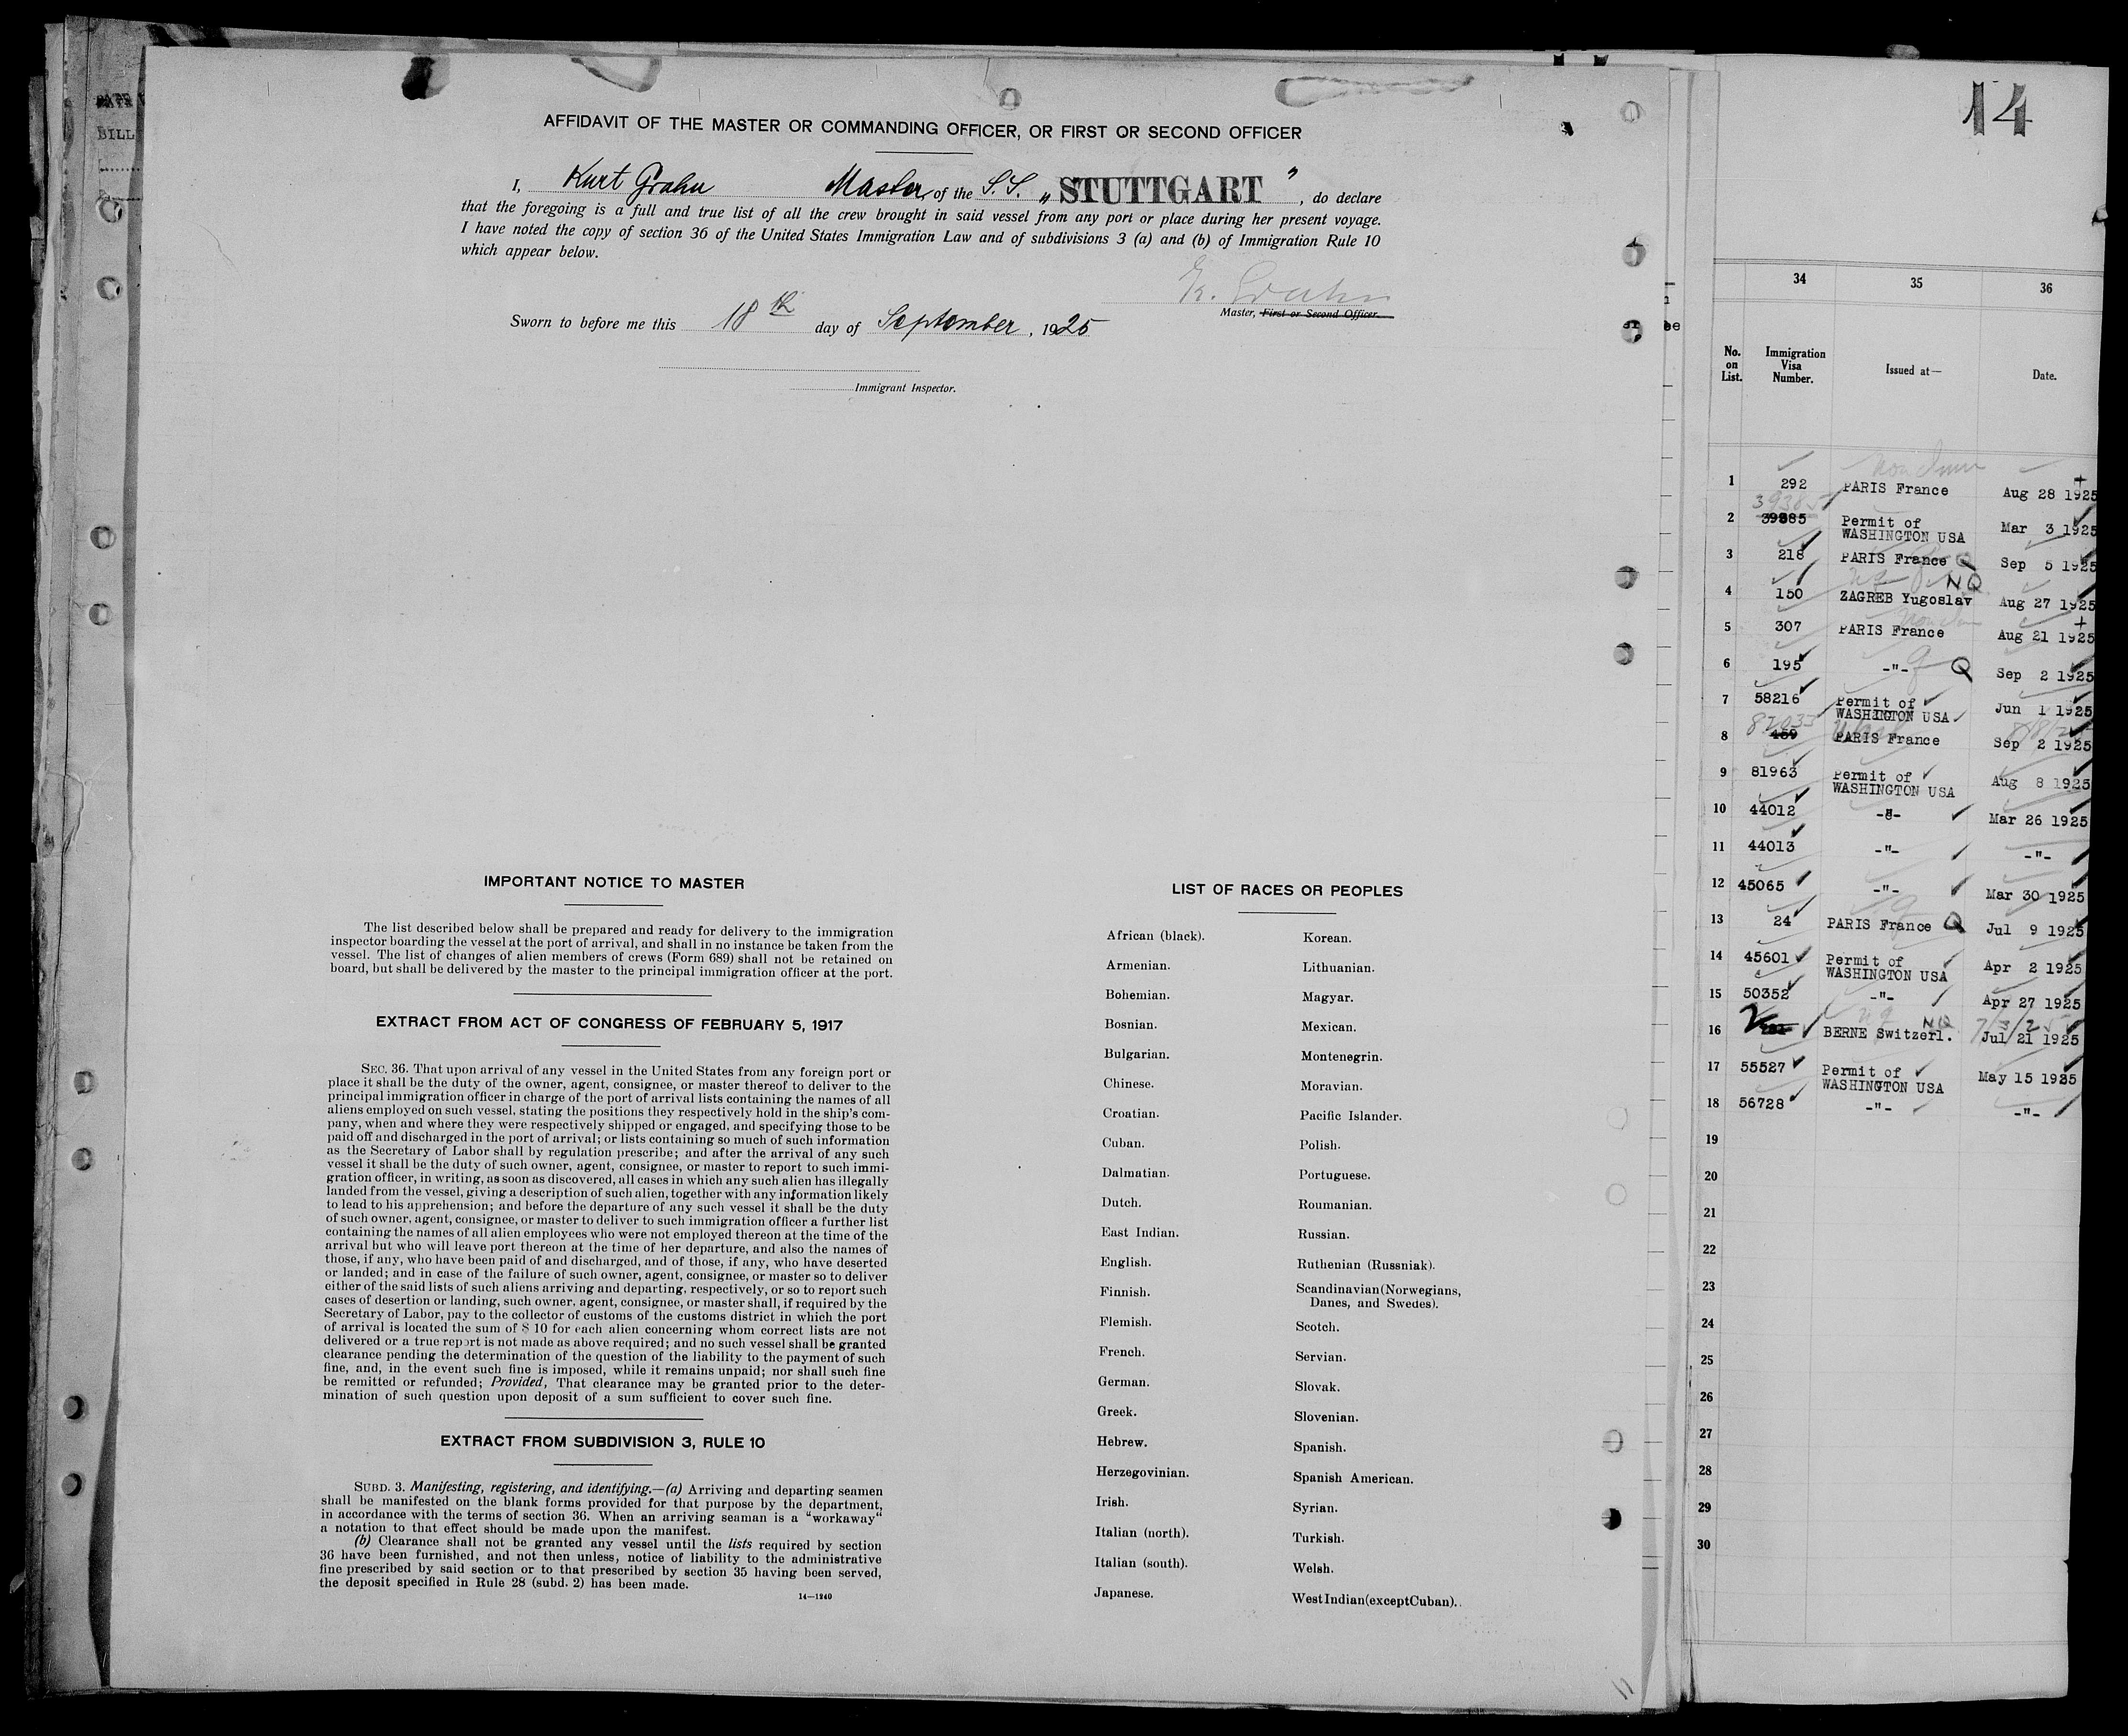 AFFIDAVIT OF THE MASTER OR COMMANDING OFFICER, OR FIRST OR SECOND OFFICER
I, Kurt Grahn Master, of the S.S. „STUTTGART", do declare
that the foregoing is a full and true list of all the crew brought in said vessel from any port or place during her present voyage.
I have noted the copy of section 36 of the United States Immigration Law and of subdivisions 3 (a) and (b) of Immigration Rule 10
which appear below.
K. Grahn
Master, First or Second Officer.
Sworn to before me this 18th day of September, 1925
Immigrant Inspector.
IMPORTANT NOTICE TO MASTER
The list described below shall be prepared and ready for delivery to the immigration
inspector boarding the vessel at the port of arrival, and shall in no instance be taken from the
vessel. The list of changes of alien members of crews (Form 689) shall not be retained on
board, but shall be delivered by the master to the principal immigration officer at the port.
EXTRACT FROM ACT OF CONGRESS OF FEBRUARY 5, 1917
SEC. 36. That upon arrival of any vessel in the United States from any foreign port or
place it shall be the duty of the owner, agent, consignee, or master thereof to deliver to the
principal immigration officer in charge of the port of arrival lists containing the names of all
aliens employed on such vessel, stating the positions they respectively hold in the ship's com-
pany, when and where they were respectively shipped or engaged, and specifying those to be
paid off and discharged in the port of arrival; or lists containing so much of such information
as the Secretary of Labor shall by regulation prescribe; and after the arrival of any such
vessel it shall be the duty of such owner, agent, consignee, or master to report to such immi-
gration officer, in writing, as soon as discovered, all cases in which any such alien has illegally
landed from the vessel, giving a description of such alien, together with any information likely
to lead to his apprehension; and before the departure of any such vessel it shall be the duty
of such owner, agent, consignee, or master to deliver to such immigration officer a further list
containing the names of all alien employees who were not employed thereon at the time of the
arrival but who will leave port thereon at the time of her departure, and also the names of
those, if any, who have been paid of and discharged, and of those, if any, who have deserted
or landed; and in case of the failure of such owner, agent, consignee, or master so to deliver
either of the said lists of such aliens arriving and departing, respectively, or so to report such
cases of desertion or landing, such owner, agent, consignee, or master shall, if required by the
Secretary of Labor, pay to the collector of customs of the customs district in which the port
of arrival is located the sum of $ 10 for each alien concerning whom correct lists are not
delivered or a true report is not made as above required; and no such vessel shall be granted
clearance pending the determination of the question of the liability to the payment of such
fine, and, in the event such fine is imposed, while it remains unpaid; nor shall such fine
be remitted or refunded; Provided, That clearance may be granted prior to the deter-
mination of such question upon deposit of a sum sufficient to cover such fine.
EXTRACT FROM SUBDIVISION 3, RULE 10
SUBD. 3. Manifesting, registering, and identifying.—(a) Arriving and departing seamen
shall be manifested on the blank forms provided for that purpose by the department,
in accordance with the terms of section 36. When an arriving seaman is a "workaway"
a notation to that effect should be made upon the manifest.
(b) Clearance shall not be granted any vessel until the lists required by section
36 have been furnished, and not then unless, notice of liability to the administrative
fine prescribed by said section or to that prescribed by section 35 having been served,
the deposit specified in Rule 28 (subd. 2) has been made.
14—1240
LIST OF RACES OR PEOPLES
African (black). Korean.
Armenian. Lithuanian.
Bohemian. Magyar.
Bosnian. Mexican.
Bulgarian. Montenegrin.
Chinese. Moravian.
Croatian. Pacific Islander.
Cuban. Polish.
Dalmatian. Portuguese.
Dutch. Roumanian.
East Indian. Russian.
English. Ruthenian (Russniak).
Finnish. Scandinavian(Norwegians,
Danes, and Swedes).
Flemish. Scotch.
French. Servian.
German. Slovak.
Greek. Slovenian.
Hebrew. Spanish.
Herzegovinian. Spanish American.
Irish. Syrian.
Italian (north). Turkish.
Italian (south). Welsh.
Japanese. West Indian(except Cuban).
BILL
14
34 35 36
No. on List. Immigration Visa Number. Issued at— Date.
1 292 PARIS France Aug 28 1925
39385
2 39885 Permit of WASHINGTON USA Mar 3 1925
3 218 PARIS France Q Sep 5 1925
NQ
4 150 ZAGREB Yugoslav Aug 27 1925
5 307 PARIS France Aug 21 1925
6 195 -"- Q Sep 2 1925
7 58216 Permit of WASHINGTON USA Jun 1 1925
8 459 PARIS France Sep 2 1925
9 81963 Permit of WASHINGTON USA Aug 8 1925
10 44012 -"- Mar 26 1925
11 44013 -"- -"-
12 45065 -"- Mar 30 1925
13 24 PARIS France Q Jul 9 1925
14 45601 Permit of WASHINGTON USA Apr 2 1925
15 50352 -"- Apr 27 1925
NQ 7/3/25
16 BERNE Switzerl. Jul 21 1925
17 55527 Permit of WASHINGTON USA May 15 1925
18 56728 -"- -"-
19
20
21
22
23
24
25
26
27
28
29
30